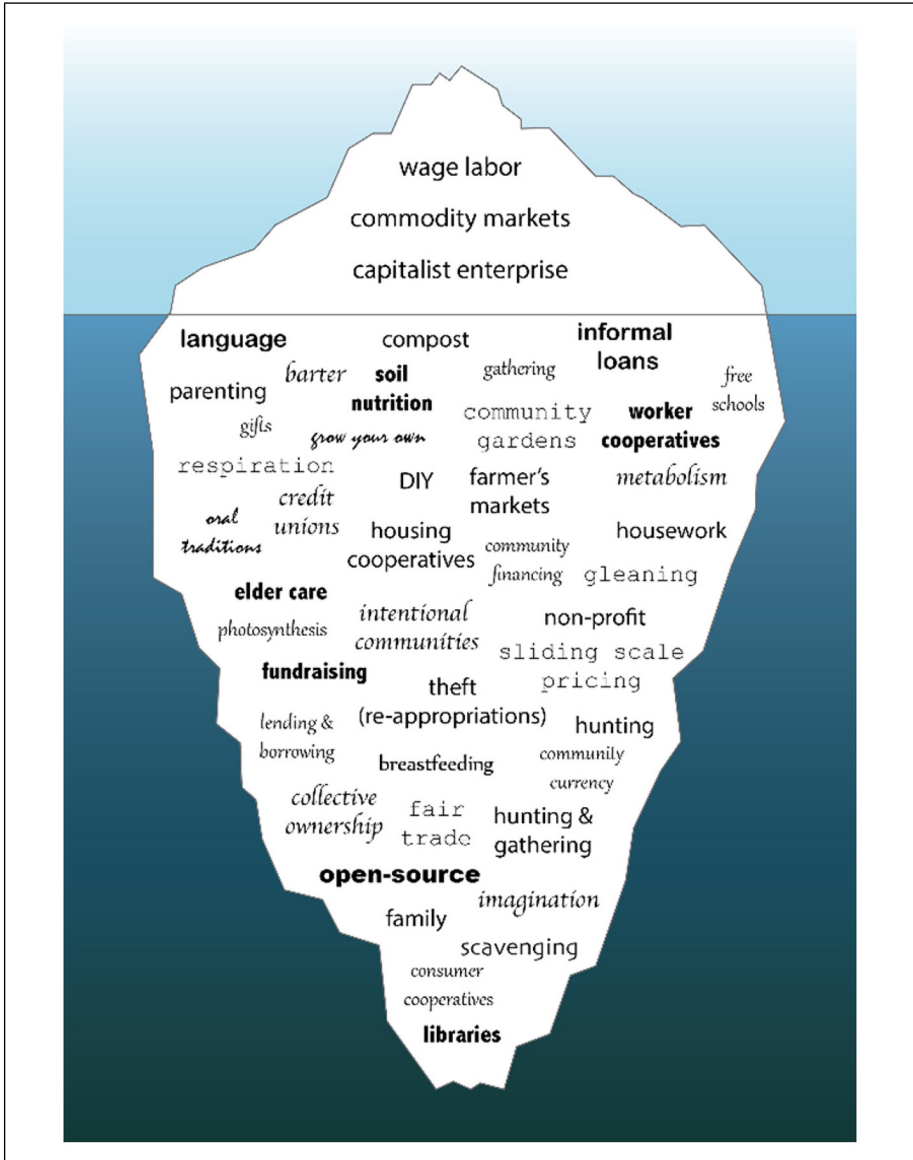 wage labor
commodity markets
capitalist enterprise
language
compost
informal
loans
parenting
barter
soil
nutrition
gathering
free
schools
gifts
grow your own
community
gardens
worker
cooperatives
respiration
credit
unions
DIY
farmer's
markets
metabolism
oral
traditions
housing
cooperatives
community
financing
housework
gleaning
elder care
photosynthesis
intentional
communities
non-profit
sliding scale
pricing
fundraising
theft
(re-appropriations)
hunting
lending &
borrowing
breastfeeding
community
currency
collective
ownership
fair
trade
hunting &
gathering
open-source
imagination
family
scavenging
consumer
cooperatives
libraries